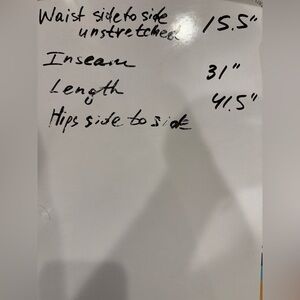 Waist side to side
unstretched 15.5"
Inseam 31"
Length 41.5"
Hips side to side